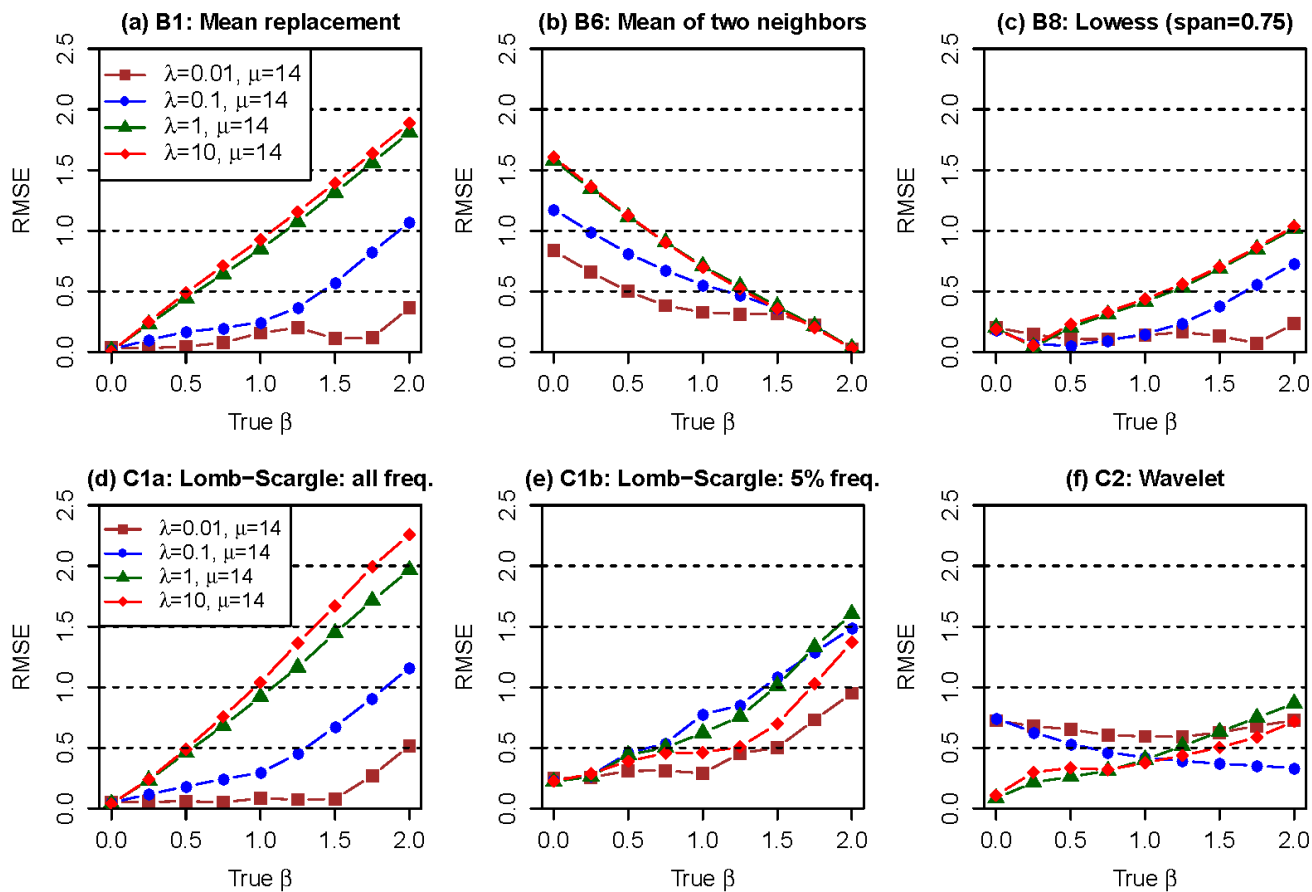 (a) B1: Mean replacement
(b) B6: Mean of two neighbors
(c) B8: Lowess (span=0.75)
RMSE
0.0 0.5 1.0 1.5 2.0 2.5
λ=0.01, μ=14
λ=0.1, μ=14
λ=1, μ=14
λ=10, μ=14
0.0 0.5 1.0 1.5 2.0
True β
RMSE
0.0 0.5 1.0 1.5 2.0 2.5
0.0 0.5 1.0 1.5 2.0
True β
RMSE
0.0 0.5 1.0 1.5 2.0 2.5
0.0 0.5 1.0 1.5 2.0
True β
(d) C1a: Lomb−Scargle: all freq.
(e) C1b: Lomb−Scargle: 5% freq.
(f) C2: Wavelet
RMSE
0.0 0.5 1.0 1.5 2.0 2.5
λ=0.01, μ=14
λ=0.1, μ=14
λ=1, μ=14
λ=10, μ=14
0.0 0.5 1.0 1.5 2.0
True β
RMSE
0.0 0.5 1.0 1.5 2.0 2.5
0.0 0.5 1.0 1.5 2.0
True β
RMSE
0.0 0.5 1.0 1.5 2.0 2.5
0.0 0.5 1.0 1.5 2.0
True β